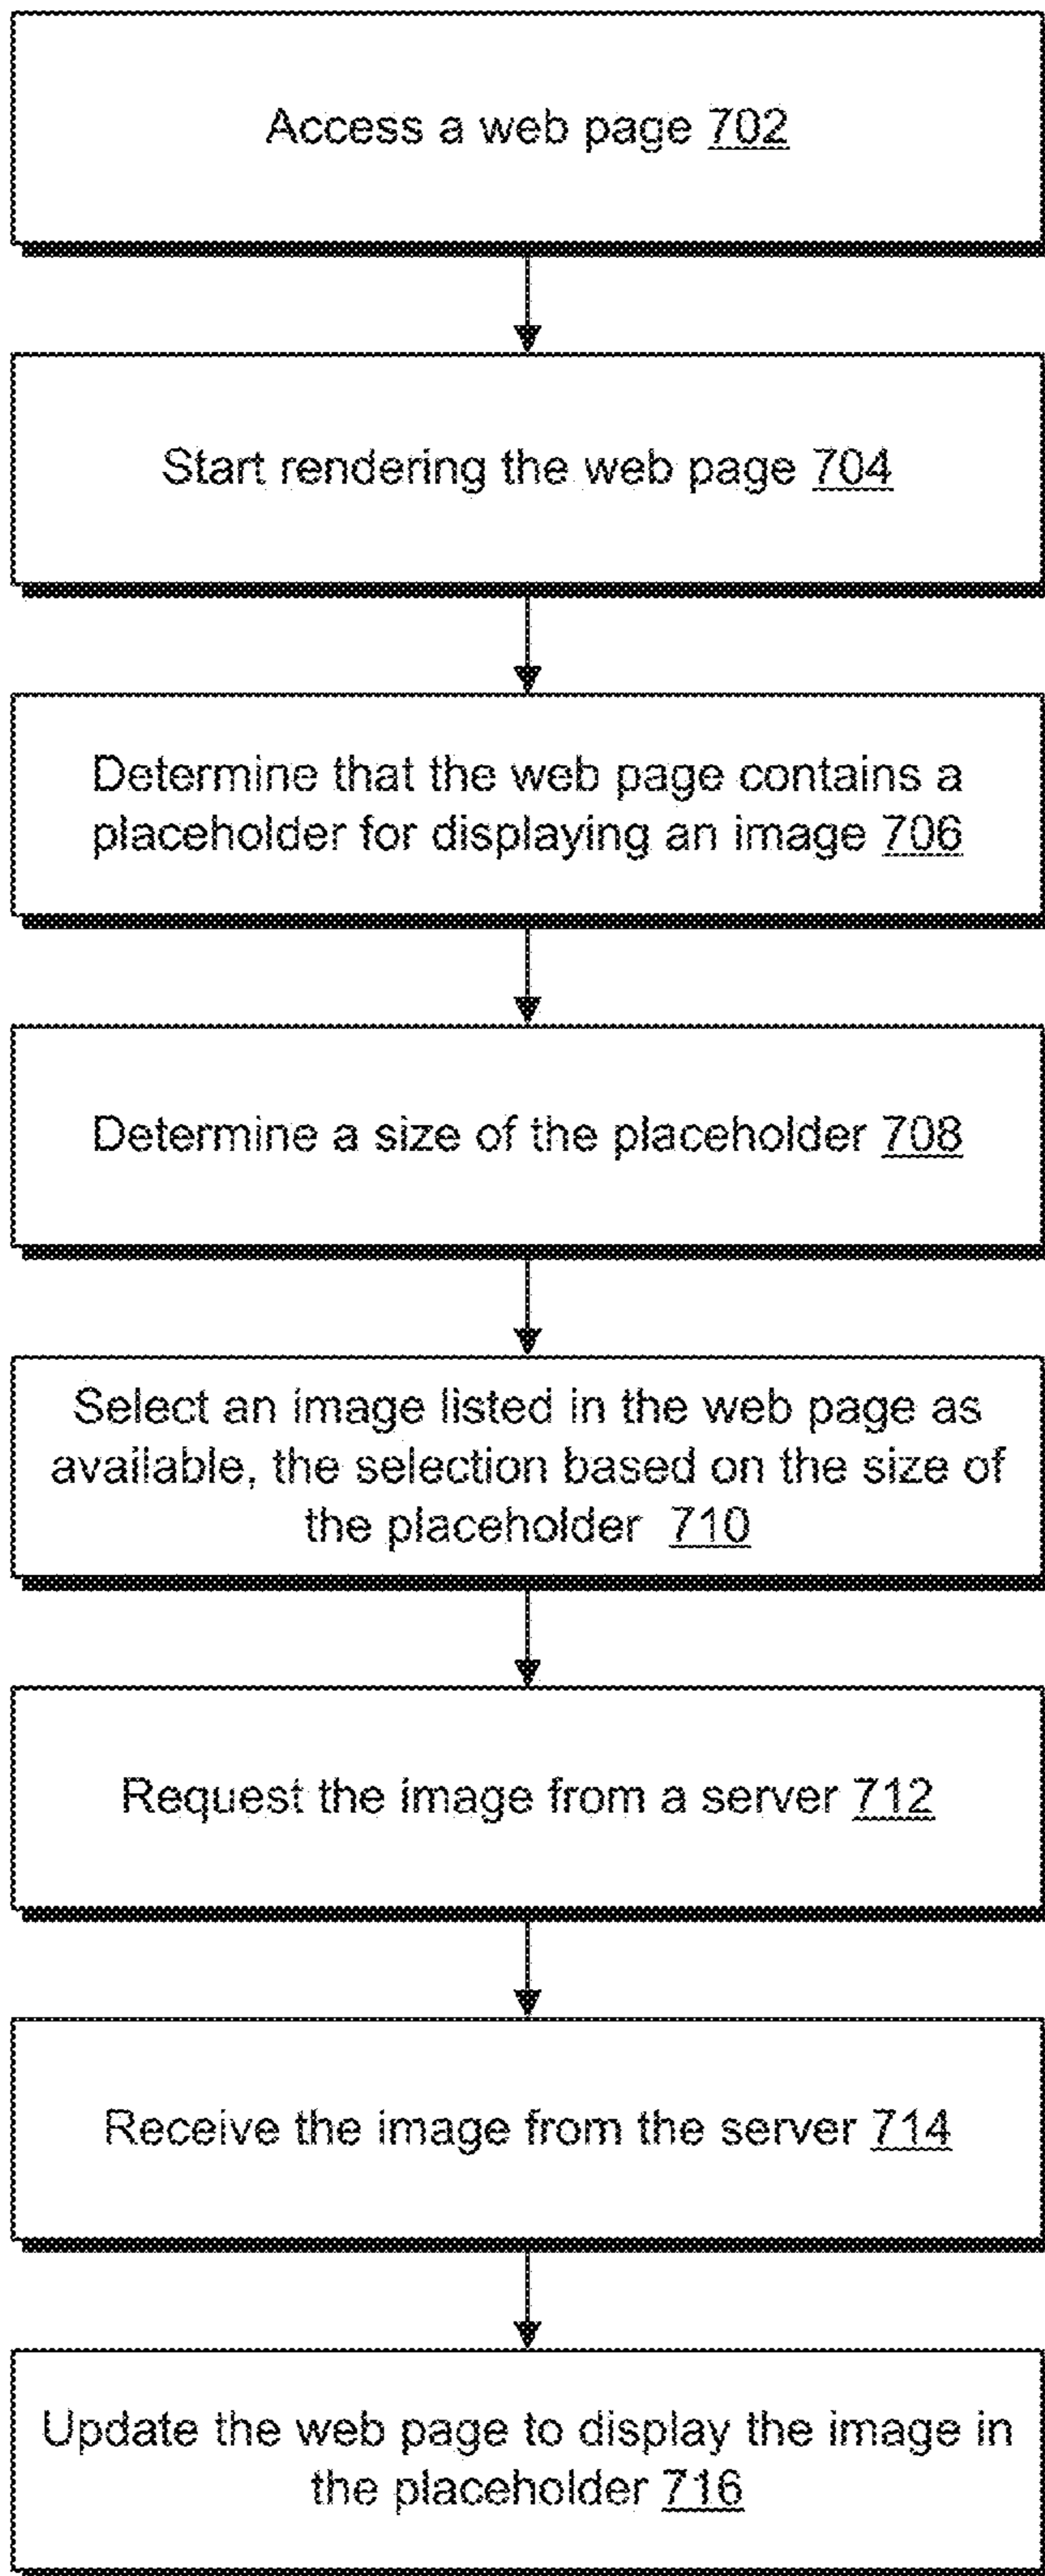 Access a web page 702
Start rendering the web page 704
Determine that the web page contains a
placeholder for displaying an image 706
Determine a size of the placeholder 708
Select an image listed in the web page as
available, the selection based on the size of
the placeholder 710
Request the image from a server 712
Receive the image from the server 714
Update the web page to display the image in
the placeholder 716